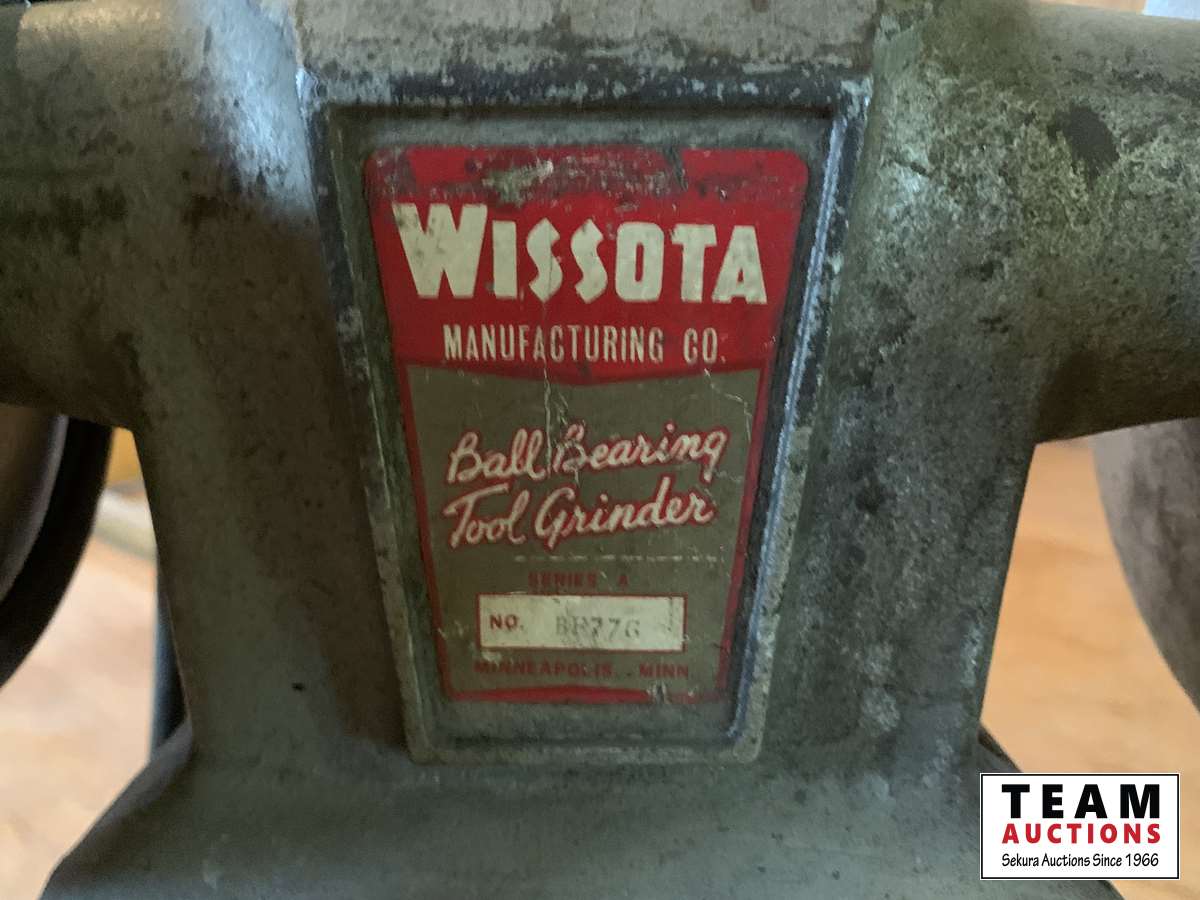 WISSOTA
MANUFACTURING CO.
Ball Bearing
Tool Grinder
SERIES A
NO.
MINNEAPOLIS. MINN
TEAM
AUCTIONS
Sekura Auctions Since 1966